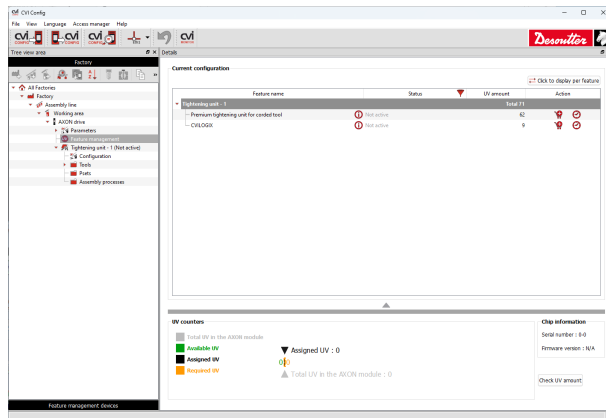 CVI Config
File View Language Access manager Help
Desoutter
Tree view area
Details
Factory
All Factories
Factory
Assembly line
Working area
AXON drive
Parameters
Feature management
Tightening unit - 1 (Not active)
Configuration
Tools
Psets
Assembly processes
Feature management devices
Current configuration
Click to display per feature
Feature name Status UV amount Action
Tightening unit - 1 Total 71
Premium tightening unit for corded tool Not active 62
CVILOGIX Not active 9
UV counters
Total UV in the AXON module
Available UV
Assigned UV
Required UV
Assigned UV : 0
0|0
Total UV in the AXON module : 0
Chip information
Serial number : 0-0
Firmware version : N/A
Check UV amount